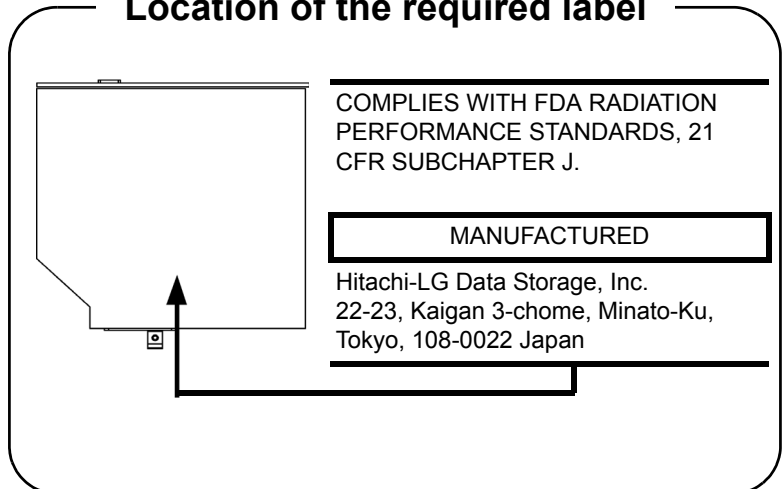 Location of the required label
COMPLIES WITH FDA RADIATION
PERFORMANCE STANDARDS, 21
CFR SUBCHAPTER J.
MANUFACTURED
Hitachi-LG Data Storage, Inc.
22-23, Kaigan 3-chome, Minato-Ku,
Tokyo, 108-0022 Japan